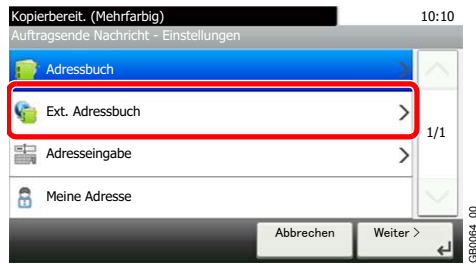 Kopierbereit. (Mehrfarbig) 10:10
Auftragsende Nachricht - Einstellungen
Adressbuch
Ext. Adressbuch
1/1
Adresseingabe
Meine Adresse
Abbrechen Weiter >
GB0064_00